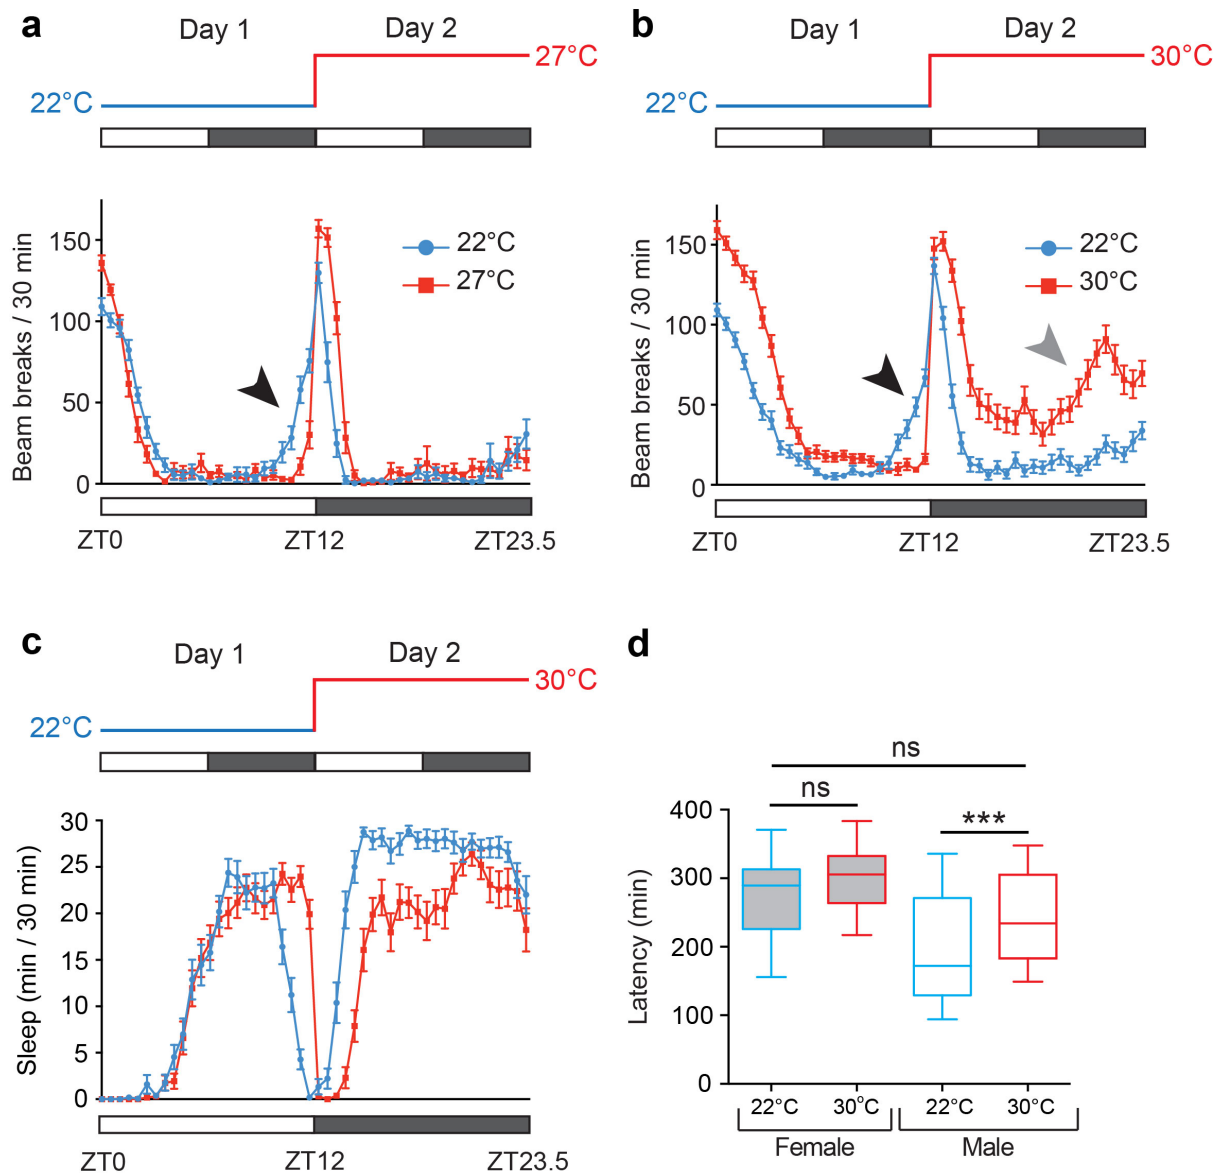 a
Day 1
Day 2
27°C
22°C
Beam breaks / 30 min
150
100
50
0
22°C
27°C
ZT0
ZT12
ZT23.5
b
Day 1
Day 2
30°C
22°C
Beam breaks / 30 min
150
100
50
0
22°C
30°C
ZT0
ZT12
ZT23.5
c
Day 1
Day 2
30°C
22°C
Sleep (min / 30 min)
30
25
20
15
10
5
0
ZT0
ZT12
ZT23.5
d
ns
ns
***
Latency (min)
400
300
200
100
0
22°C
30°C
22°C
30°C
Female
Male